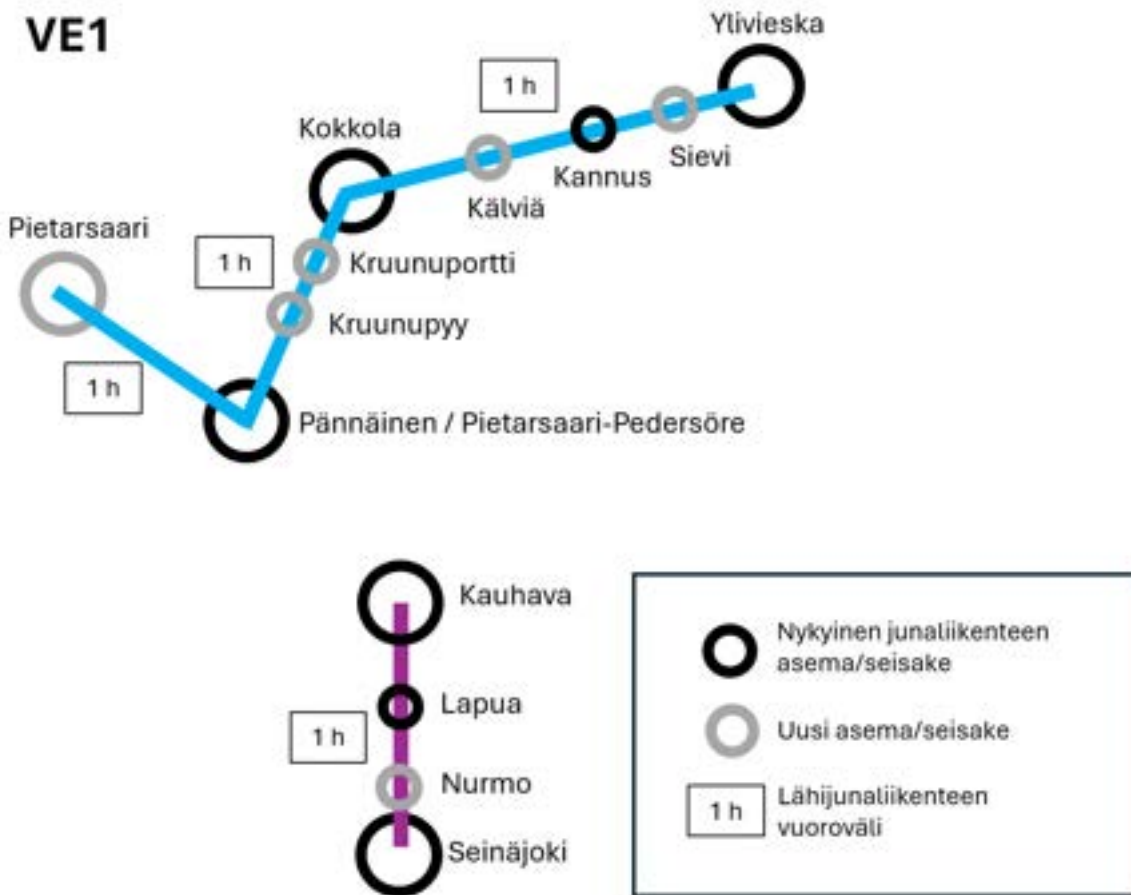 VE1
Ylivieska
1 h
Kokkola
Sievi
Kannus
Kälviä
Pietarsaari
1 h
Kruunuportti
Kruunupyy
1 h
Pännäinen / Pietarsaari-Pedersöre
Kauhava
Lapua
1 h
Nurmo
Seinäjoki
Nykyinen junaliikenteen
asema/seisake
Uusi asema/seisake
1 h
Lähijunaliikenteen
vuoroväli